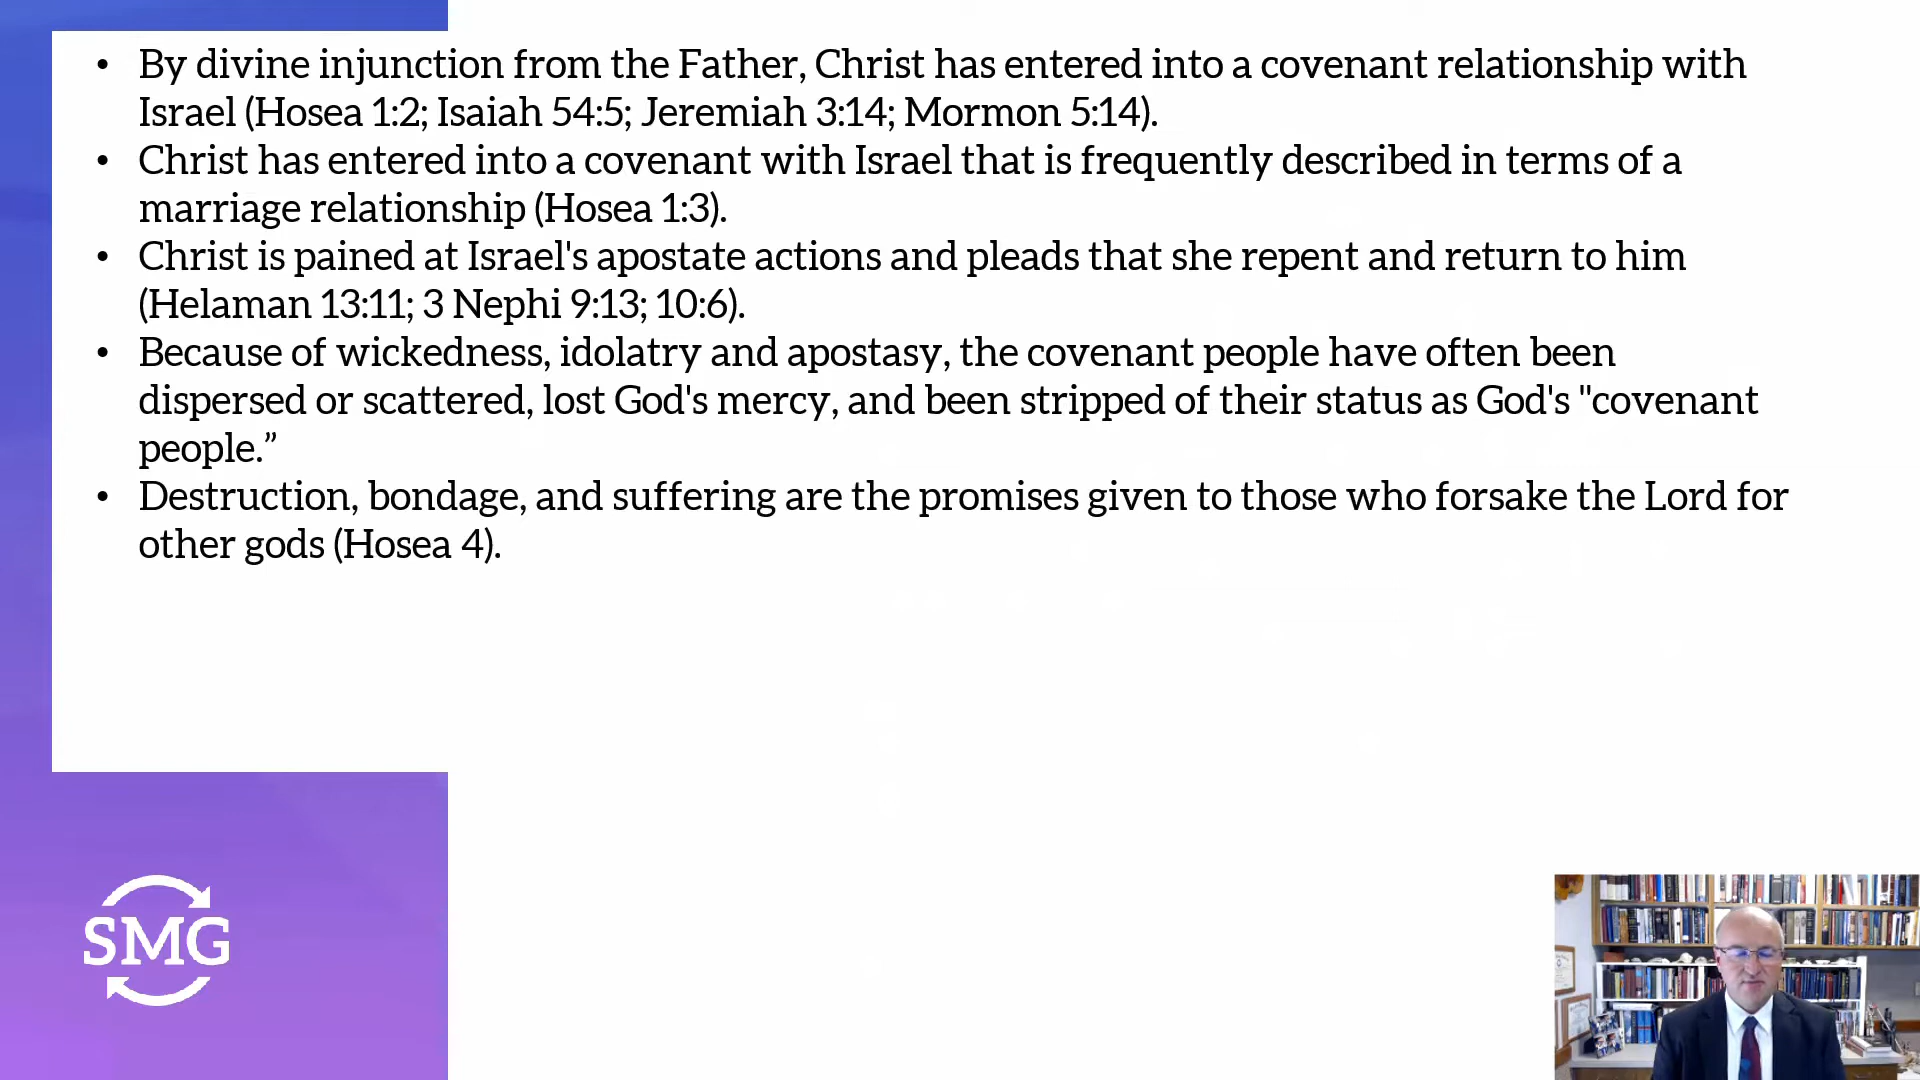 • By divine injunction from the Father, Christ has entered into a covenant relationship with
Israel (Hosea 1:2; Isaiah 54:5; Jeremiah 3:14; Mormon 5:14).
• Christ has entered into a covenant with Israel that is frequently described in terms of a
marriage relationship (Hosea 1:3).
• Christ is pained at Israel's apostate actions and pleads that she repent and return to him
(Helaman 13:11; 3 Nephi 9:13; 10:6).
• Because of wickedness, idolatry and apostasy, the covenant people have often been
dispersed or scattered, lost God's mercy, and been stripped of their status as God's "covenant
people.”
• Destruction, bondage, and suffering are the promises given to those who forsake the Lord for
other gods (Hosea 4).
SMG